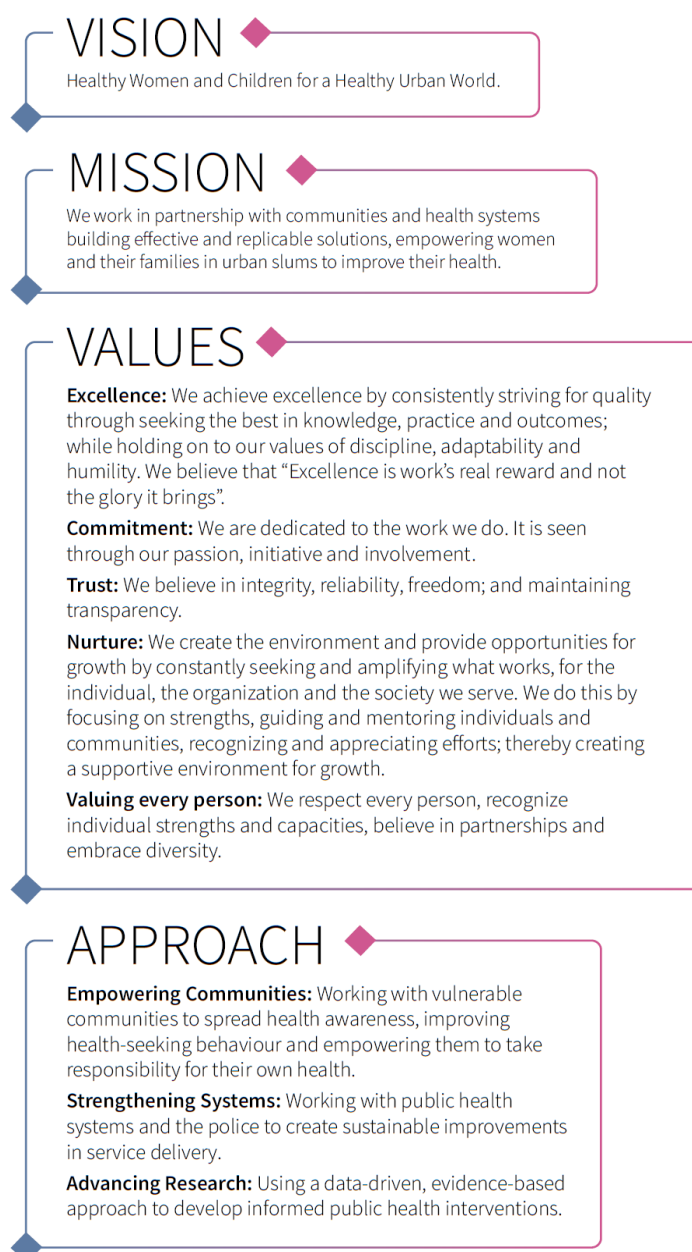 VISION
Healthy Women and Children for a Healthy Urban World.
MISSION
We work in partnership with communities and health systems
building effective and replicable solutions, empowering women
and their families in urban slums to improve their health.
VALUES
Excellence: We achieve excellence by consistently striving for quality
through seeking the best in knowledge, practice and outcomes;
while holding on to our values of discipline, adaptability and
humility. We believe that “Excellence is work’s real reward and not
the glory it brings”.
Commitment: We are dedicated to the work we do. It is seen
through our passion, initiative and involvement.
Trust: We believe in integrity, reliability, freedom; and maintaining
transparency.
Nurture: We create the environment and provide opportunities for
growth by constantly seeking and amplifying what works, for the
individual, the organization and the society we serve. We do this by
focusing on strengths, guiding and mentoring individuals and
communities, recognizing and appreciating efforts; thereby creating
a supportive environment for growth.
Valuing every person: We respect every person, recognize
individual strengths and capacities, believe in partnerships and
embrace diversity.
APPROACH
Empowering Communities: Working with vulnerable
communities to spread health awareness, improving
health-seeking behaviour and empowering them to take
responsibility for their own health.
Strengthening Systems: Working with public health
systems and the police to create sustainable improvements
in service delivery.
Advancing Research: Using a data-driven, evidence-based
approach to develop informed public health interventions.